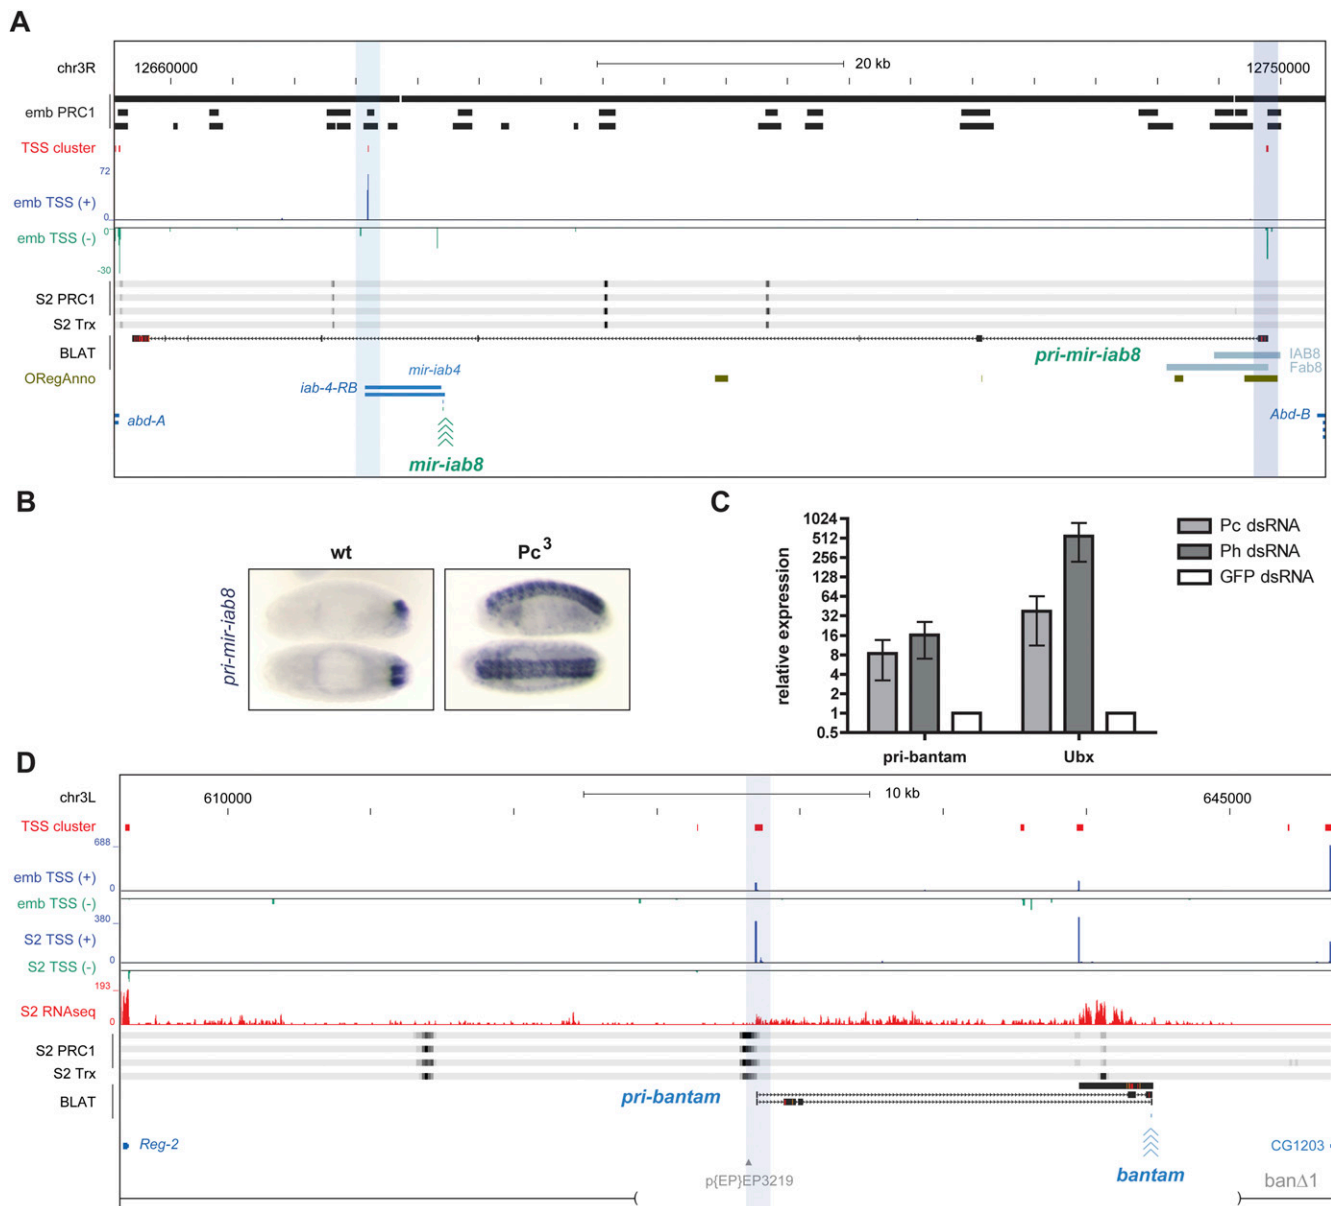 A
chr3R 12660000 20 kb 12750000
emb PRC1
TSS cluster
72
emb TSS (+)
0
emb TSS (-) 0
-30
S2 PRC1
S2 Trx
BLAT pri-mir-iab8 IAB8
Fab8
ORegAnno mir-iab4
iab-4-RB
abd-A Abd-B
mir-iab8
B
wt Pc3
pri-mir-iab8
C
1024
512
256
128
64
32
16
8
4
2
1
0.5
relative expression
pri-bantam Ubx
Pc dsRNA
Ph dsRNA
GFP dsRNA
D
chr3L 610000 10 kb 645000
TSS cluster
688
emb TSS (+)
0
emb TSS (-)
380
S2 TSS (+)
0
S2 TSS (-)
193
S2 RNAseq
0
S2 PRC1
S2 Trx
BLAT pri-bantam
Reg-2 CG1203
p{EP}EP3219 bantam banΔ1